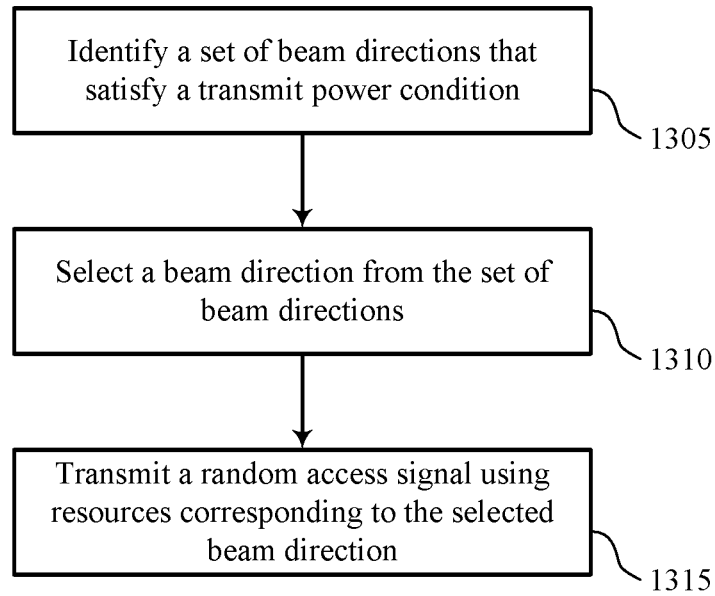 Identify a set of beam directions that
satisfy a transmit power condition
1305
Select a beam direction from the set of
beam directions
1310
Transmit a random access signal using
resources corresponding to the selected
beam direction
1315